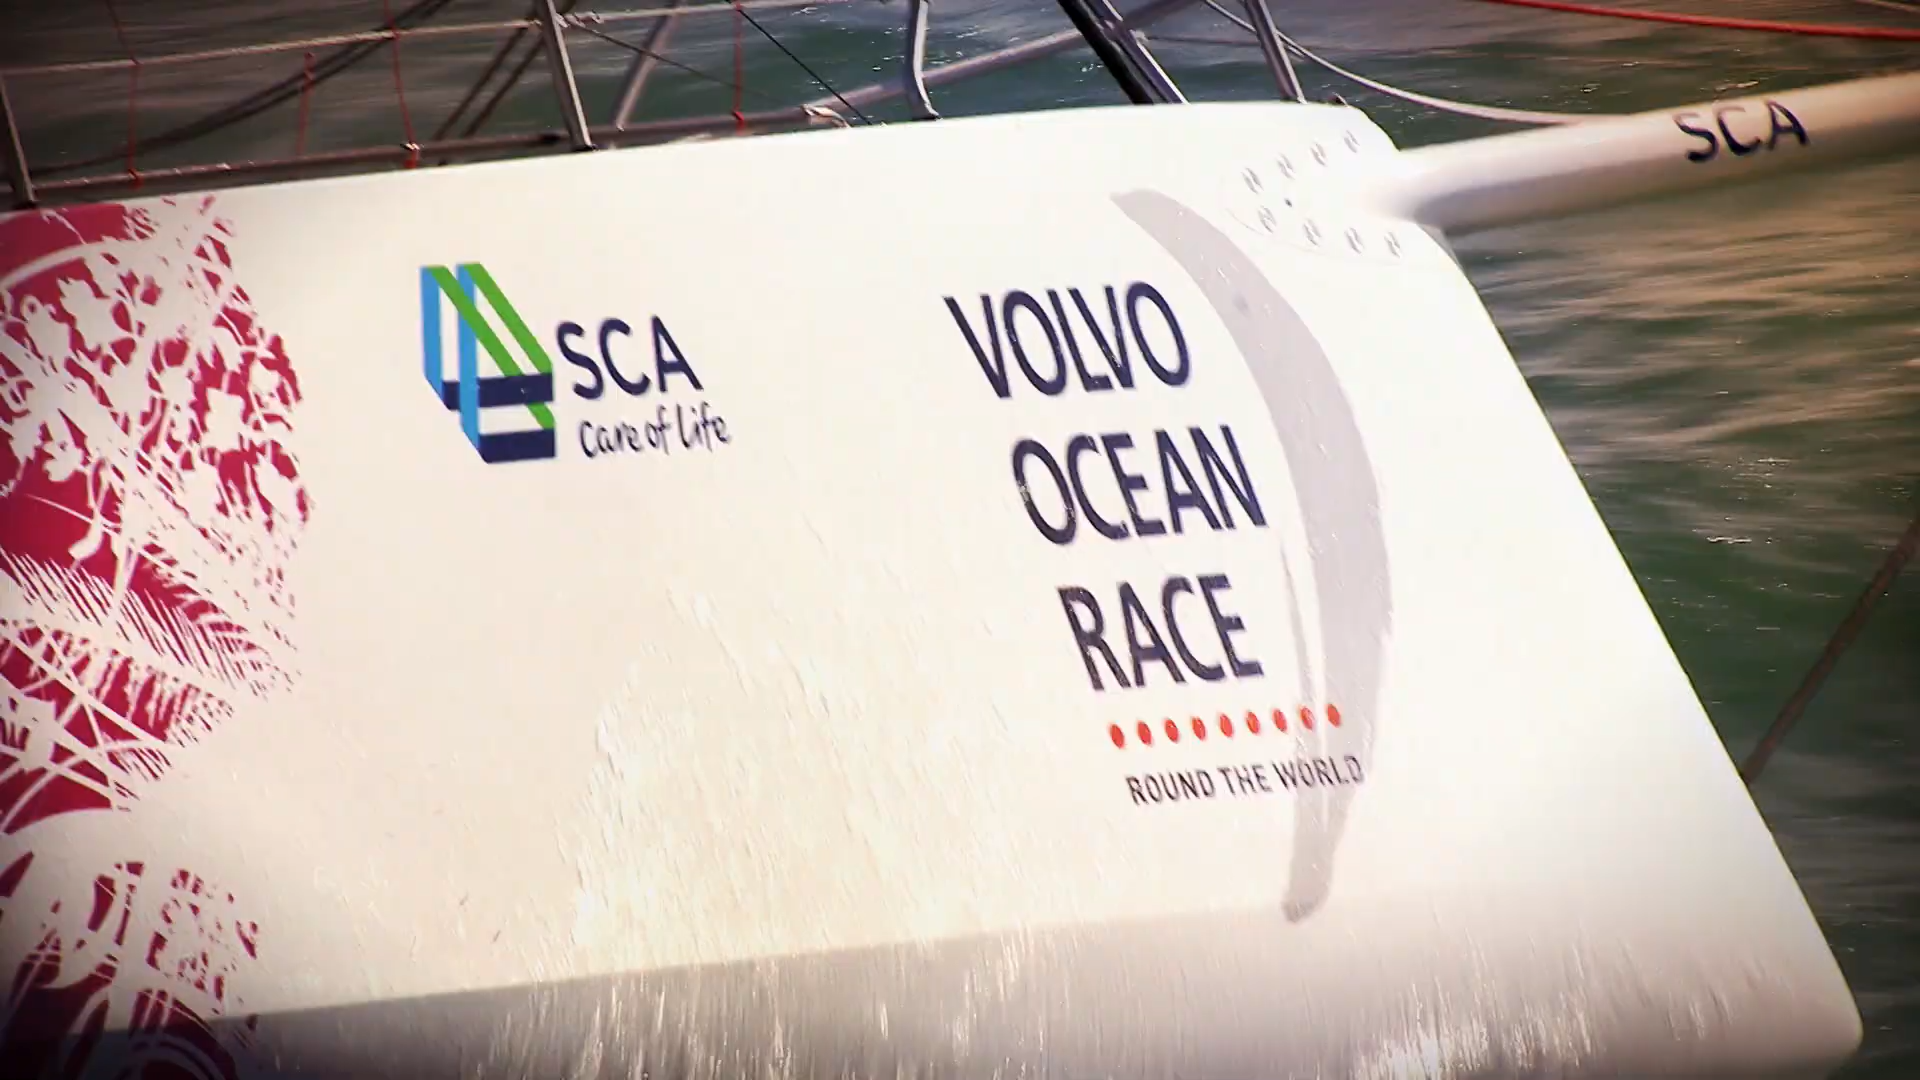 SCA
SCA
Care of Life
VOLVO
OCEAN
RACE
ROUND THE WORLD